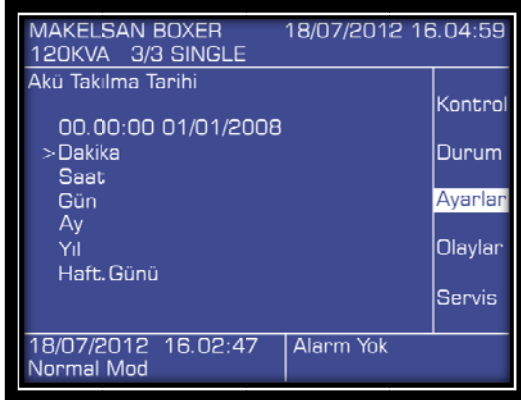 MAKELSAN BOXER 18/07/2012 16.04:59
120KVA 3/3 SINGLE
Akü Takılma Tarihi
00.00:00 01/01/2008
>Dakika
Saat
Gün
Ay
Yıl
Haft.Günü
Kontrol
Durum
Ayarlar
Olaylar
Servis
18/07/2012 16.02:47 Alarm Yok
Normal Mod